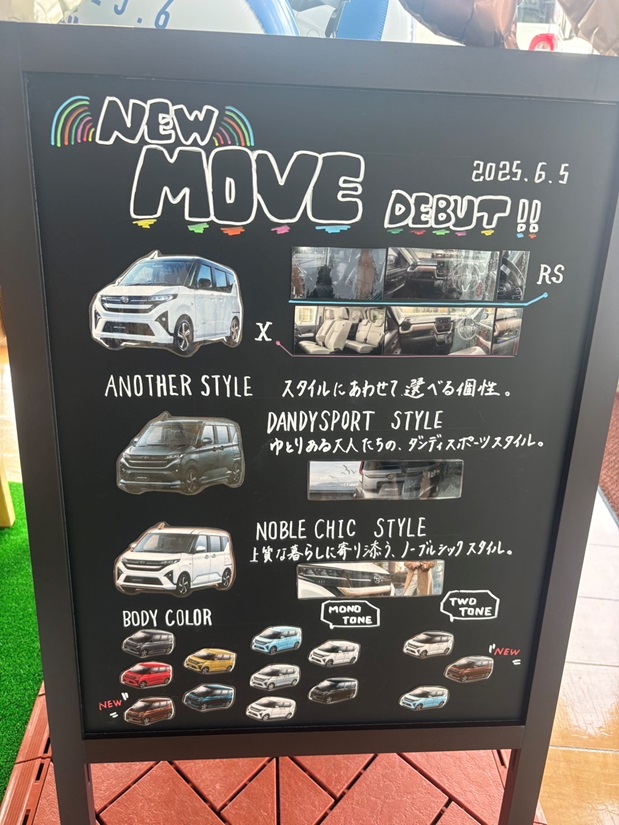 NEW
MOVE
2025.6.5
DEBUT!!
RS
X
ANOTHER STYLE スタイルにあわせて選べる個性。
DANDYSPORT STYLE
ゆとりある大人たちの、ダンディスポーツスタイル。
NOBLE CHIC STYLE
上質な暮らしに寄り添う、ノーブルシックスタイル。
BODY COLOR
MONO
TONE
TWO
TONE
NEW
NEW